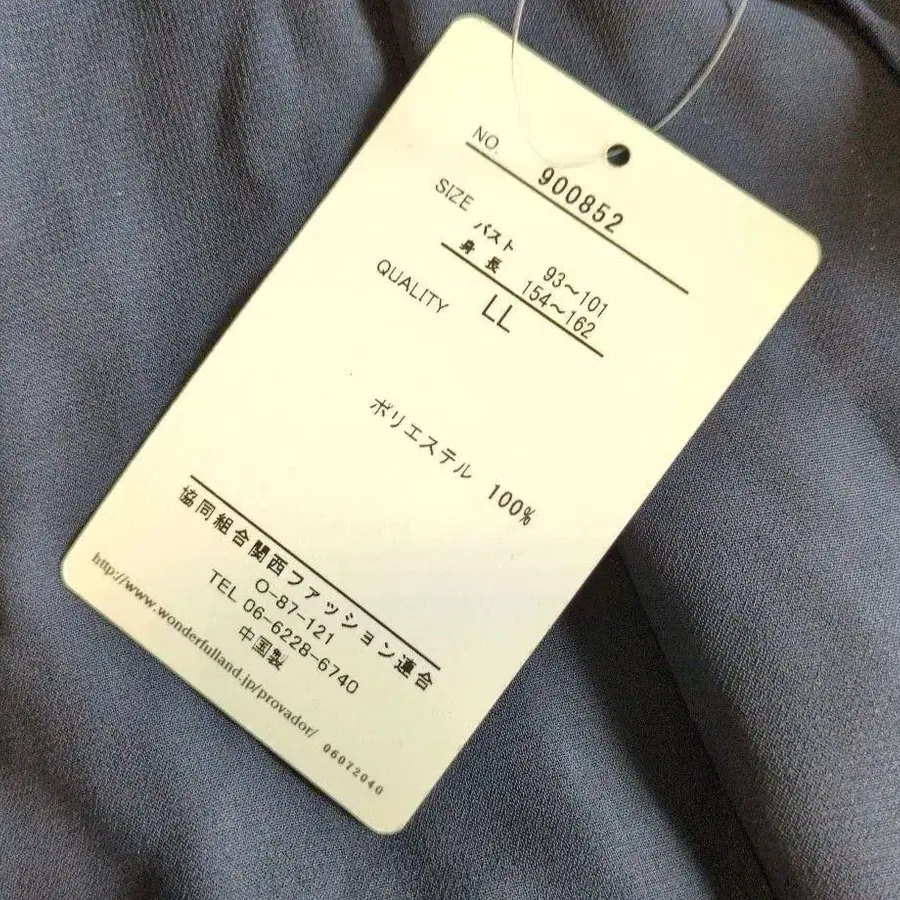 NO. 900852
SIZE バスト 93~101
身長 154~162
LL
QUALITY
ポリエステル 100%
協同組合関西ファッション連合
O-87-121
TEL 06-6228-6740
中国製
http://www.wonderfulland.jp/provador/ 06072040